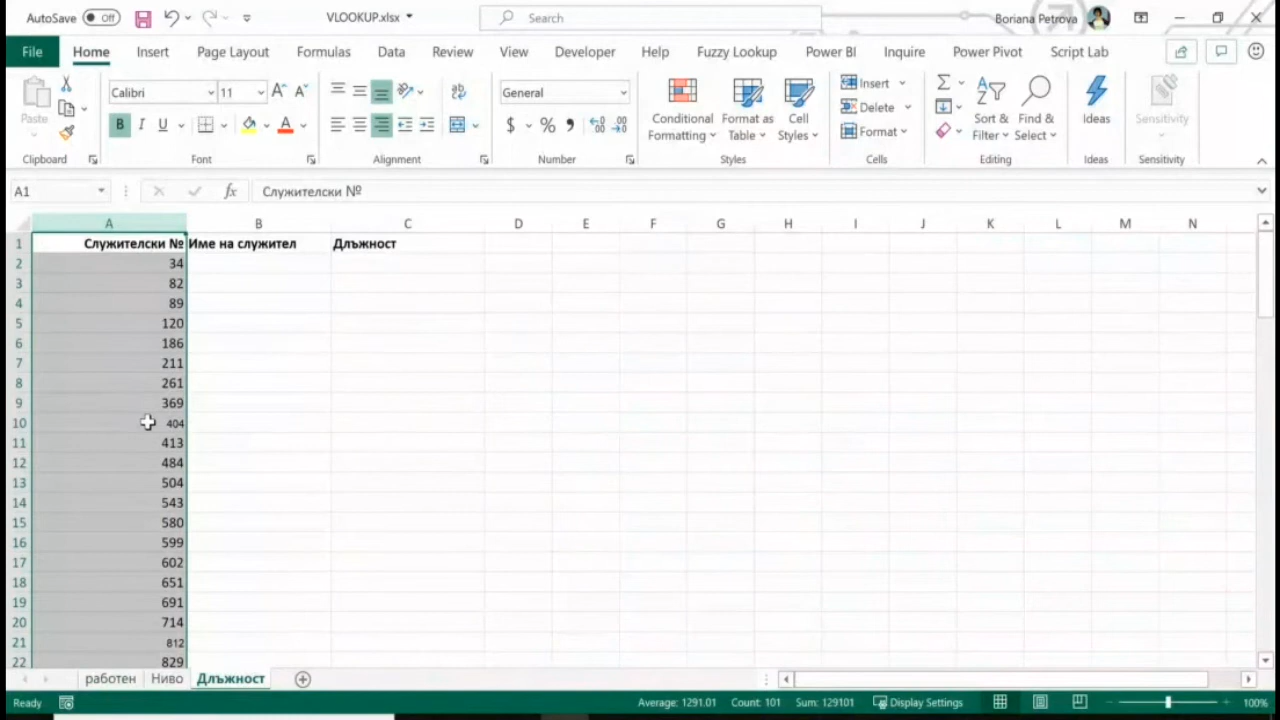 AutoSave Off VLOOKUP.xlsx Search Boriana Petrova
File Home Insert Page Layout Formulas Data Review View Developer Help Fuzzy Lookup Power BI Inquire Power Pivot Script Lab
Paste Calibri 11 A A General Insert Delete Format Conditional Formatting Format as Table Cell Styles Sort & Filter Find & Select Ideas Sensitivity
B I U A $ % ,
Clipboard Font Alignment Number Styles Cells Editing Ideas Sensitivity
A1 fx Служителски №
A B C D E F G H I J K L M N
1 Служителски № Име на служител Длъжност
2 34
3 82
4 89
5 120
6 186
7 211
8 261
9 369
10 404
11 413
12 484
13 504
14 543
15 580
16 599
17 602
18 651
19 691
20 714
21 812
22 829
работен Ниво Длъжност
Ready Average: 1291.01 Count: 101 Sum: 129101 Display Settings 100%